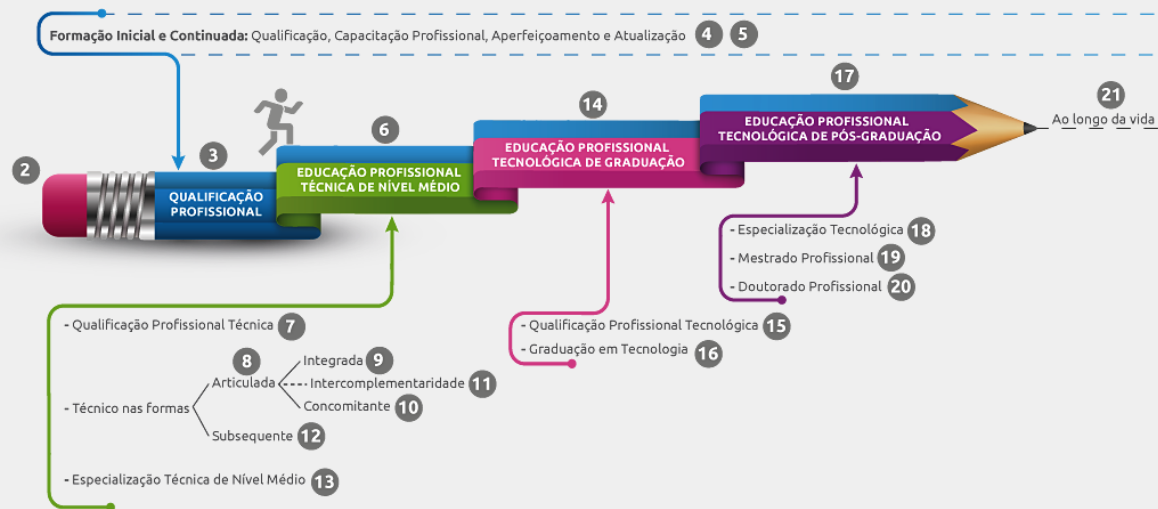 Formação Inicial e Continuada: Qualificação, Capacitação Profissional, Aperfeiçoamento e Atualização 4 5
2
3
QUALIFICAÇÃO
PROFISSIONAL
6
EDUCAÇÃO PROFISSIONAL
TÉCNICA DE NÍVEL MÉDIO
14
EDUCAÇÃO PROFISSIONAL
TECNOLÓGICA DE GRADUAÇÃO
17
EDUCAÇÃO PROFISSIONAL
TECNOLÓGICA DE PÓS-GRADUAÇÃO
21
Ao longo da vida
- Qualificação Profissional Técnica 7
- Técnico nas formas
8
Articulada
Integrada 9
Intercomplementaridade 11
Concomitante 10
Subsequente 12
- Especialização Técnica de Nível Médio 13
- Qualificação Profissional Tecnológica 15
- Graduação em Tecnologia 16
- Especialização Tecnológica 18
- Mestrado Profissional 19
- Doutorado Profissional 20